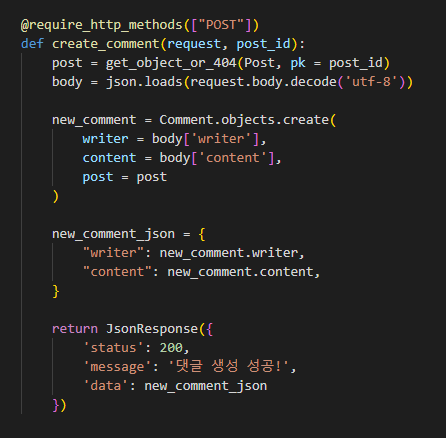 @require_http_methods(["POST"])
def create_comment(request, post_id):
    post = get_object_or_404(Post, pk = post_id)
    body = json.loads(request.body.decode('utf-8'))

    new_comment = Comment.objects.create(
        writer = body['writer'],
        content = body['content'],
        post = post
    )

    new_comment_json = {
        "writer": new_comment.writer,
        "content": new_comment.content,
    }

    return JsonResponse({
        'status': 200,
        'message': '댓글 생성 성공!',
        'data': new_comment_json
    })